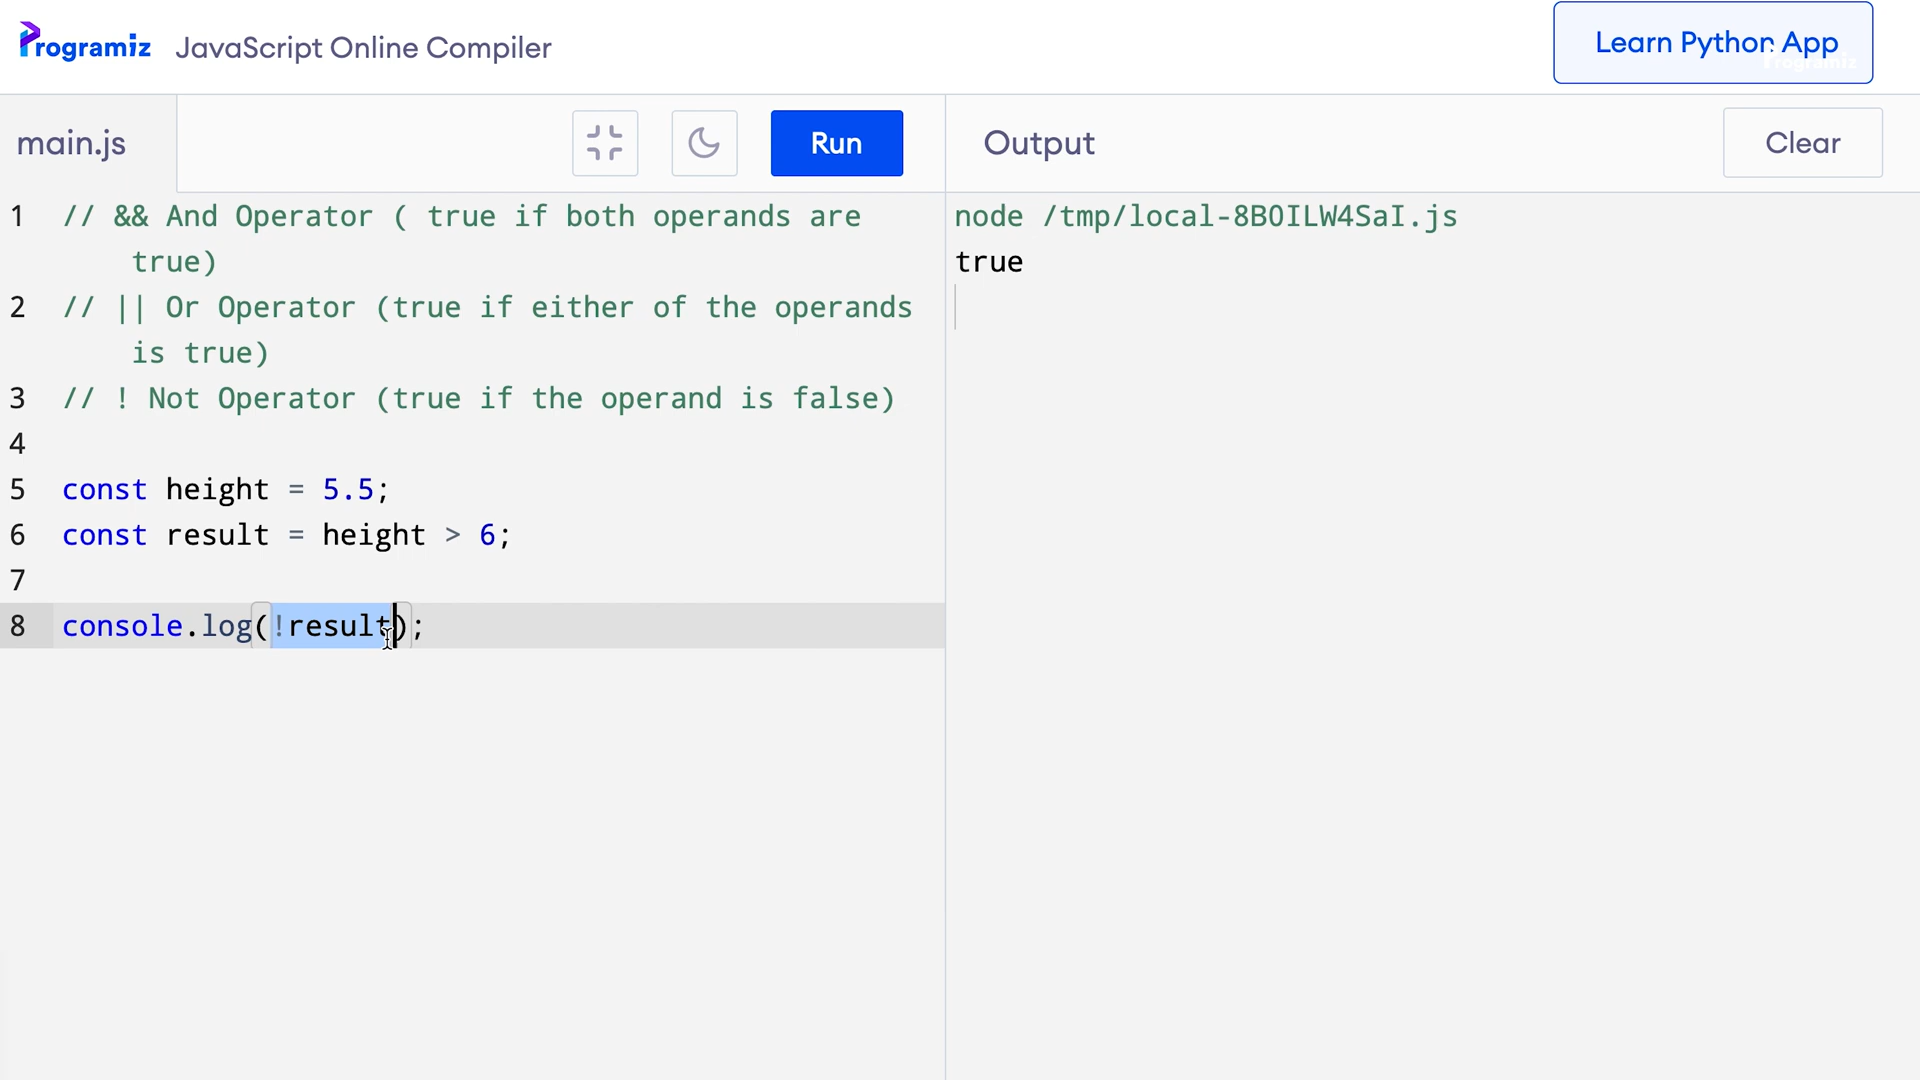 Programiz JavaScript Online Compiler
Learn Python App
main.js
Run
Output
Clear
1 // && And Operator ( true if both operands are
true)
2 // || Or Operator (true if either of the operands
is true)
3 // ! Not Operator (true if the operand is false)
4
5 const height = 5.5;
6 const result = height > 6;
7
8 console.log(!result);
node /tmp/local-8BOILW4SaI.js
true